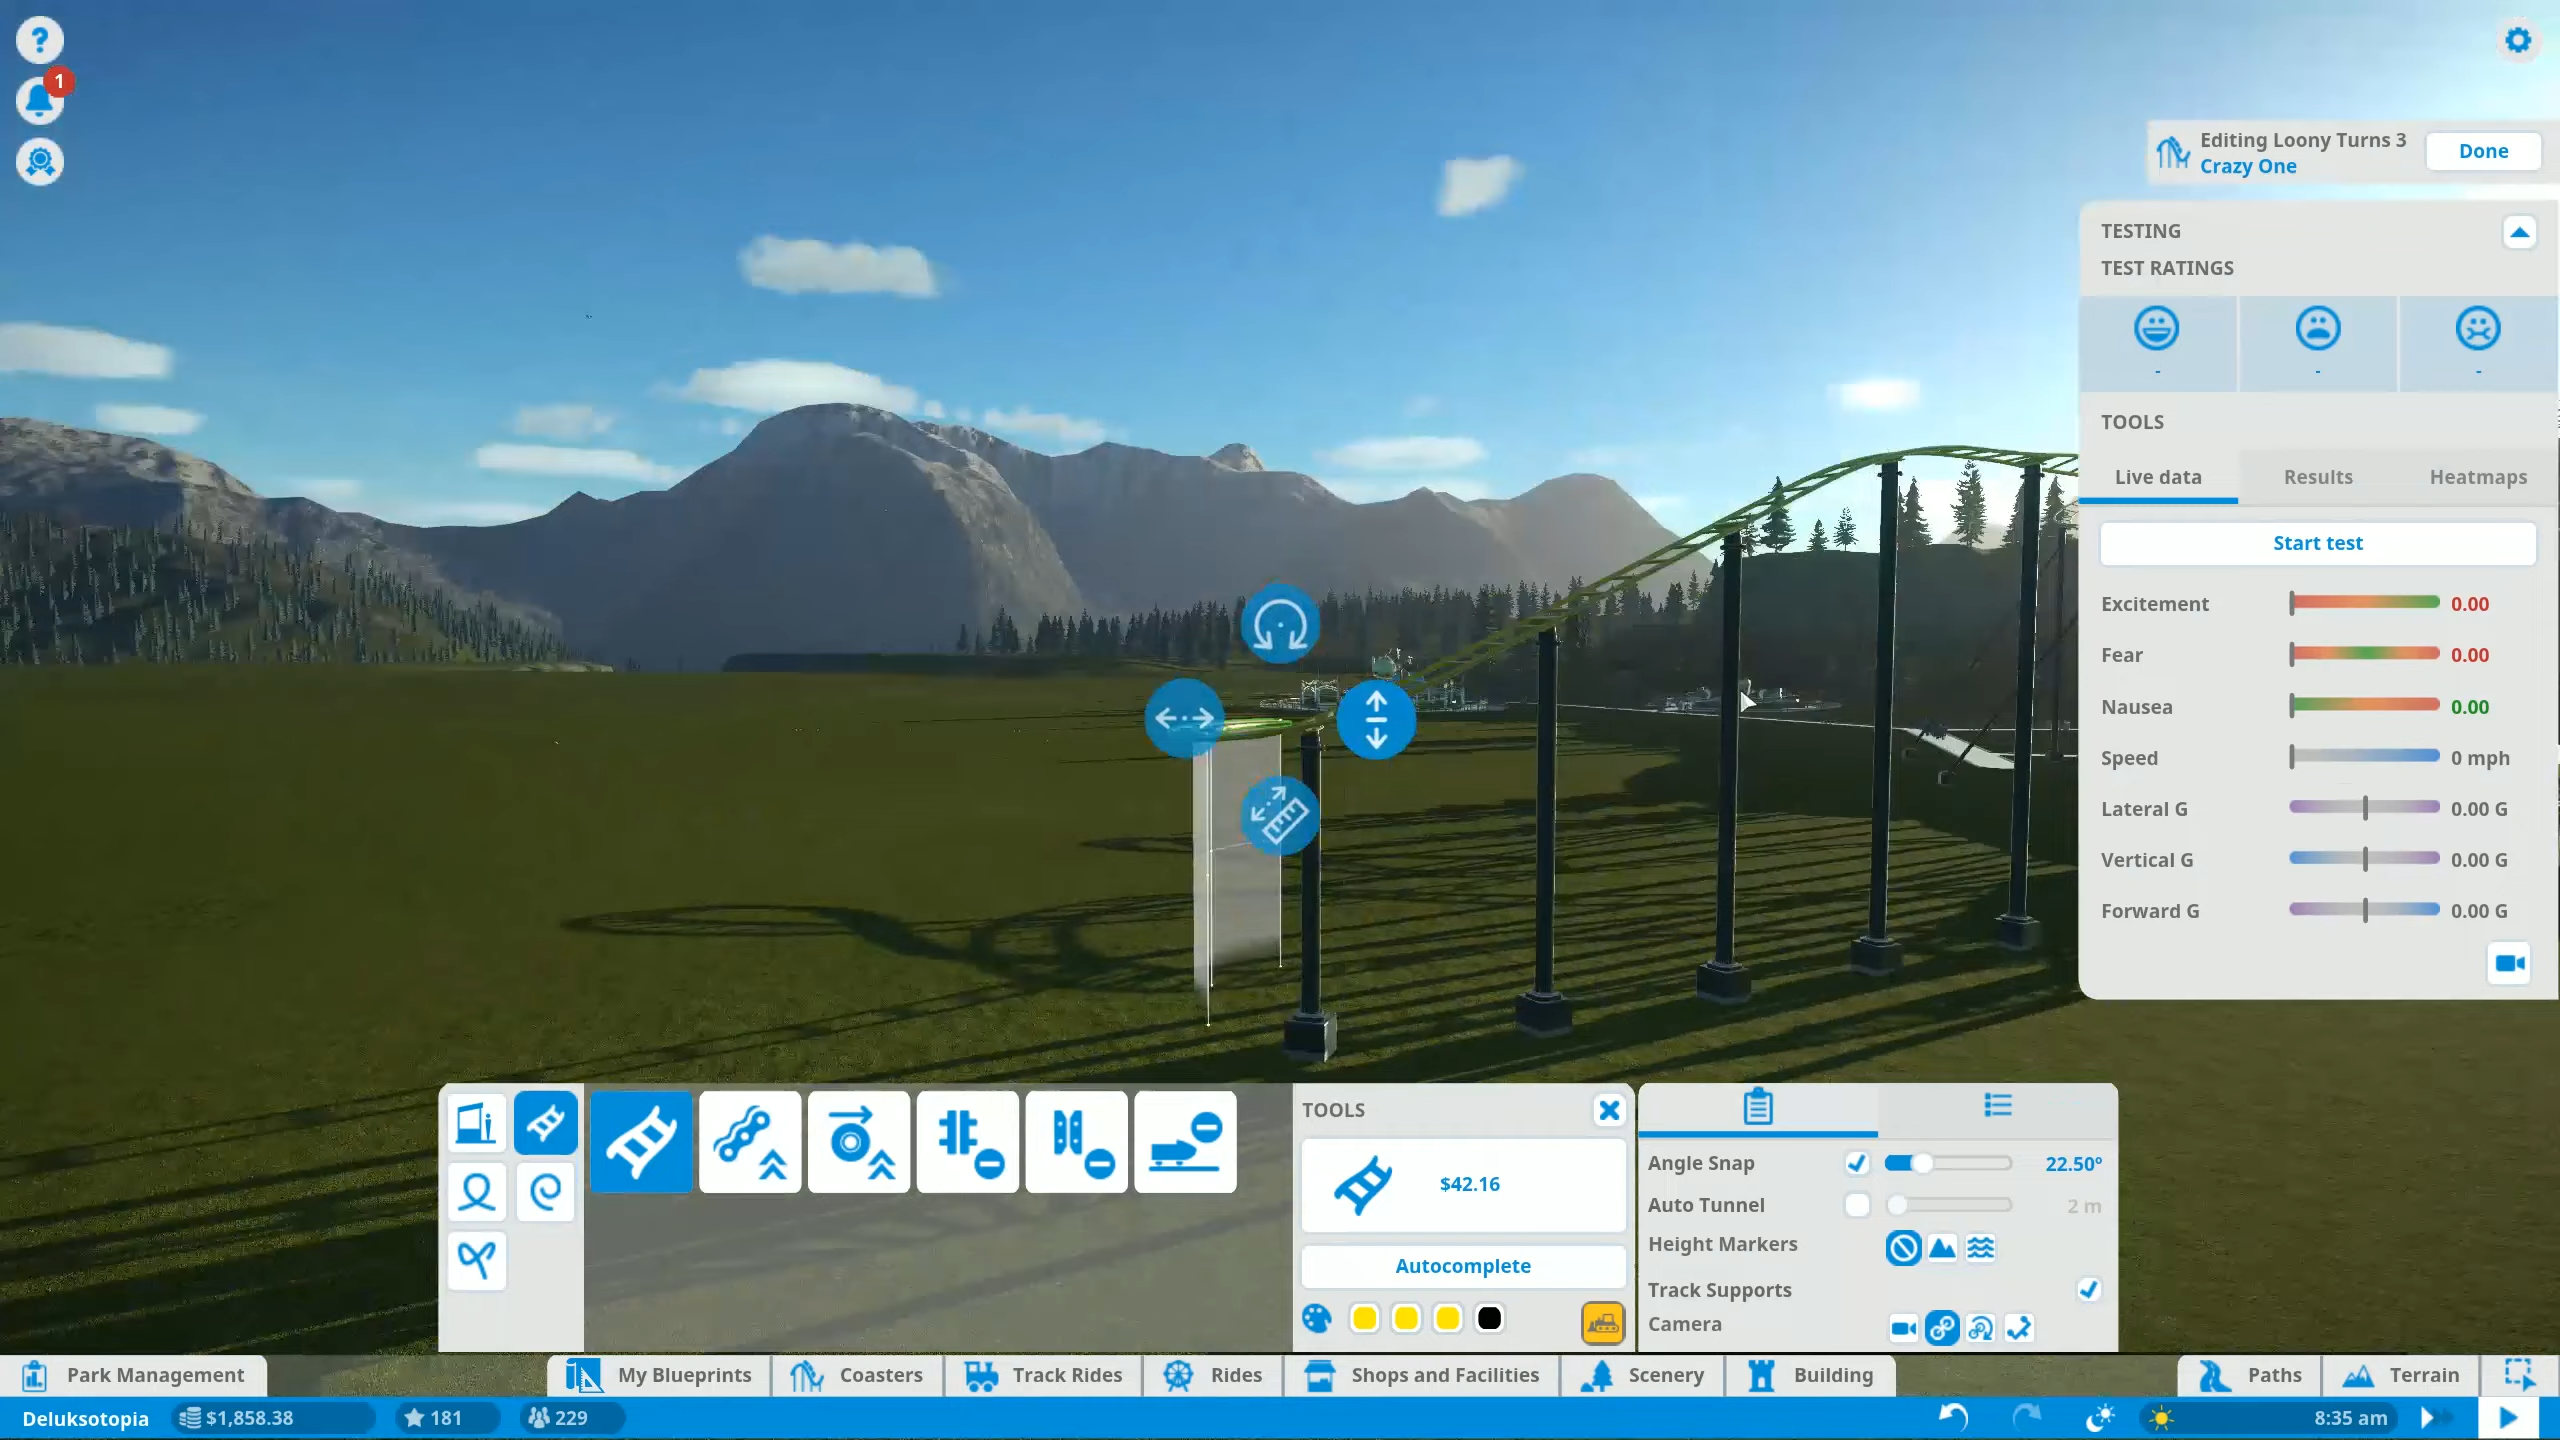 ?
1
Editing Loony Turns 3
Crazy One
Done
TESTING
TEST RATINGS
- - -
TOOLS
Live data Results Heatmaps
Start test
Excitement 0.00
Fear 0.00
Nausea 0.00
Speed 0 mph
Lateral G 0.00 G
Vertical G 0.00 G
Forward G 0.00 G
TOOLS
$42.16
Autocomplete
Angle Snap 22.50°
Auto Tunnel 2 m
Height Markers
Track Supports
Camera
Park Management My Blueprints Coasters Track Rides Rides Shops and Facilities Scenery Building Paths Terrain
Deluksotopia $1,858.38 181 229 8:35 am